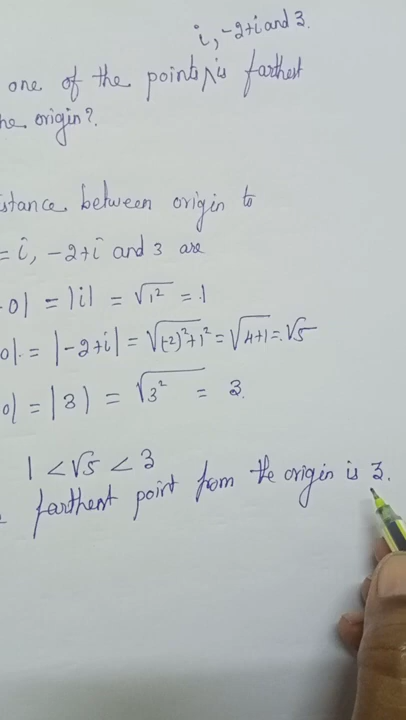 i, -2+i and 3.
one of the points ∧ is farthest
he origin?
istance between origin to
= i, -2+i and 3 are
-0| = |i| = √1² = 1
0| = |-2+i| = √(-2)²+1² = √4+1 = √5
0| = |3| = √3² = 3.
1 < √5 < 3
farthest point from the origin is 3.